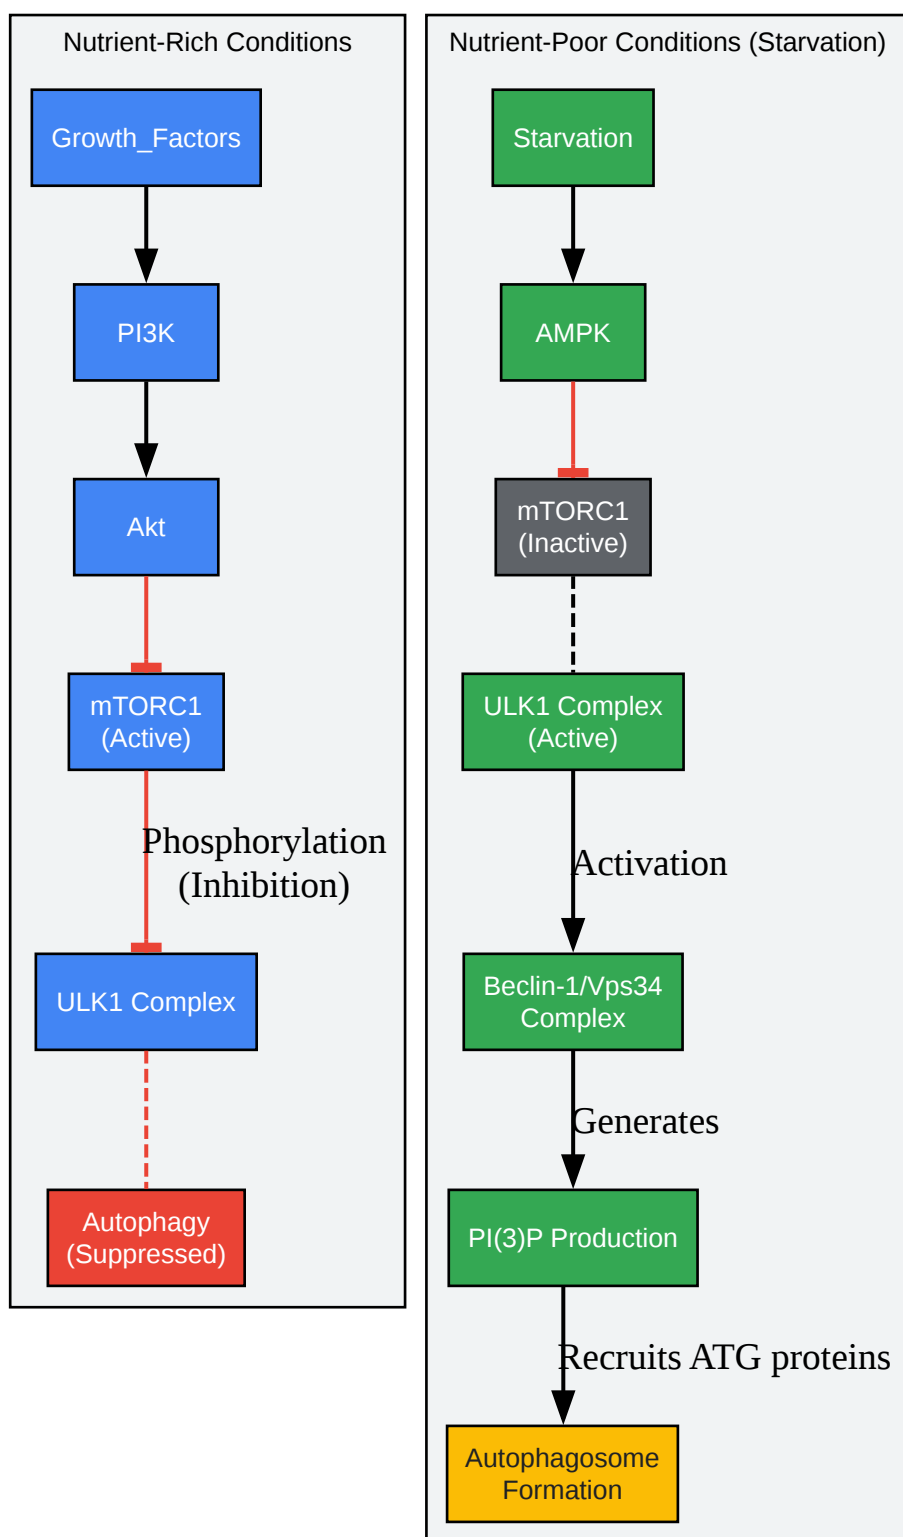 Nutrient-Rich Conditions
Growth_Factors
PI3K
Akt
mTORC1
(Active)
Phosphorylation
(Inhibition)
ULK1 Complex
Autophagy
(Suppressed)
Nutrient-Poor Conditions (Starvation)
Starvation
AMPK
mTORC1
(Inactive)
ULK1 Complex
(Active)
Activation
Beclin-1/Vps34
Complex
Generates
PI(3)P Production
Recruits ATG proteins
Autophagosome
Formation